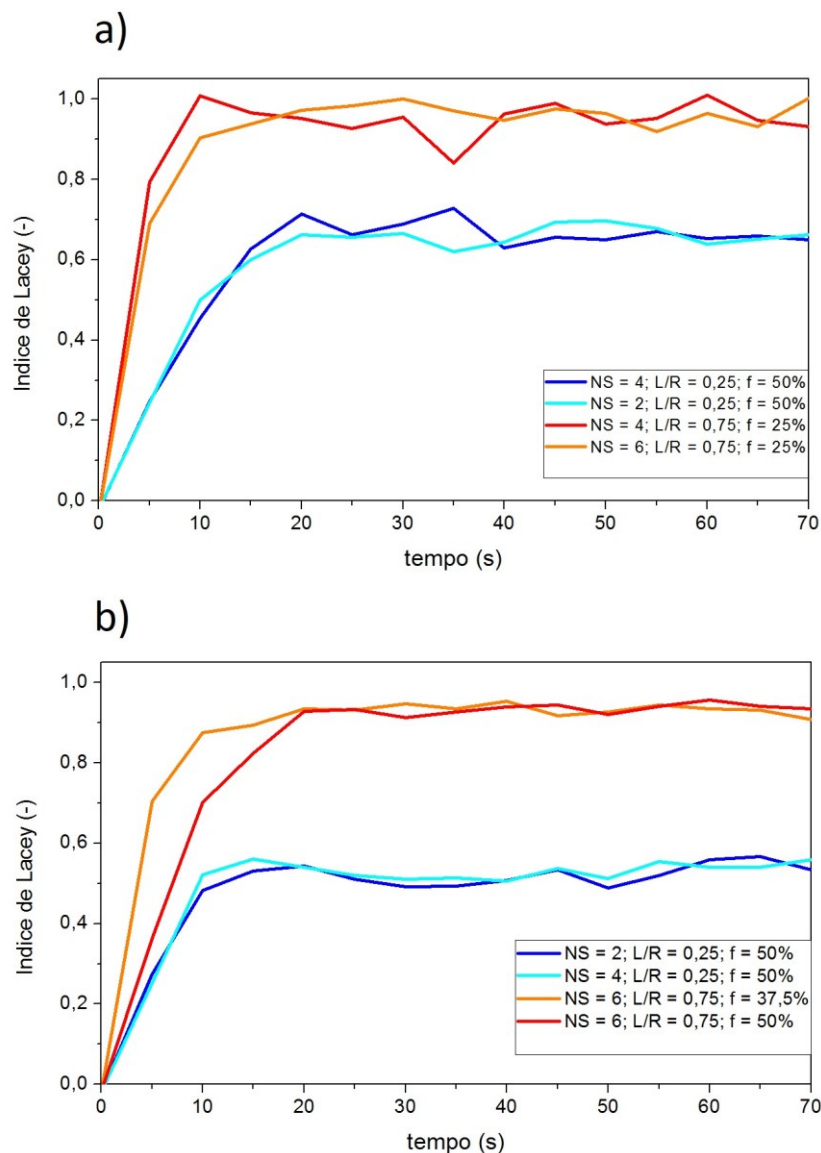 a)
1,0
0,8
0,6
0,4
0,2
0,0
Indice de Lacey (-)
NS = 4; L/R = 0,25; f = 50%
NS = 2; L/R = 0,25; f = 50%
NS = 4; L/R = 0,75; f = 25%
NS = 6; L/R = 0,75; f = 25%
0 10 20 30 40 50 60 70
tempo (s)
b)
1,0
0,8
0,6
0,4
0,2
0,0
Indice de Lacey (-)
NS = 2; L/R = 0,25; f = 50%
NS = 4; L/R = 0,25; f = 50%
NS = 6; L/R = 0,75; f = 37,5%
NS = 6; L/R = 0,75; f = 50%
0 10 20 30 40 50 60 70
tempo (s)